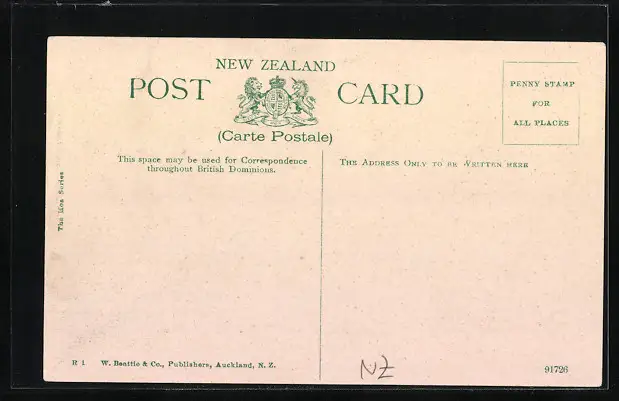 NEW ZEALAND
POST CARD
(Carte Postale)
PENNY STAMP
FOR
ALL PLACES
This space may be used for Correspondence
throughout British Dominions.
THE ADDRESS ONLY TO BE WRITTEN HERE
The Moa Series
R 1 W. Beattie & Co., Publishers, Auckland, N. Z.
NZ
91726